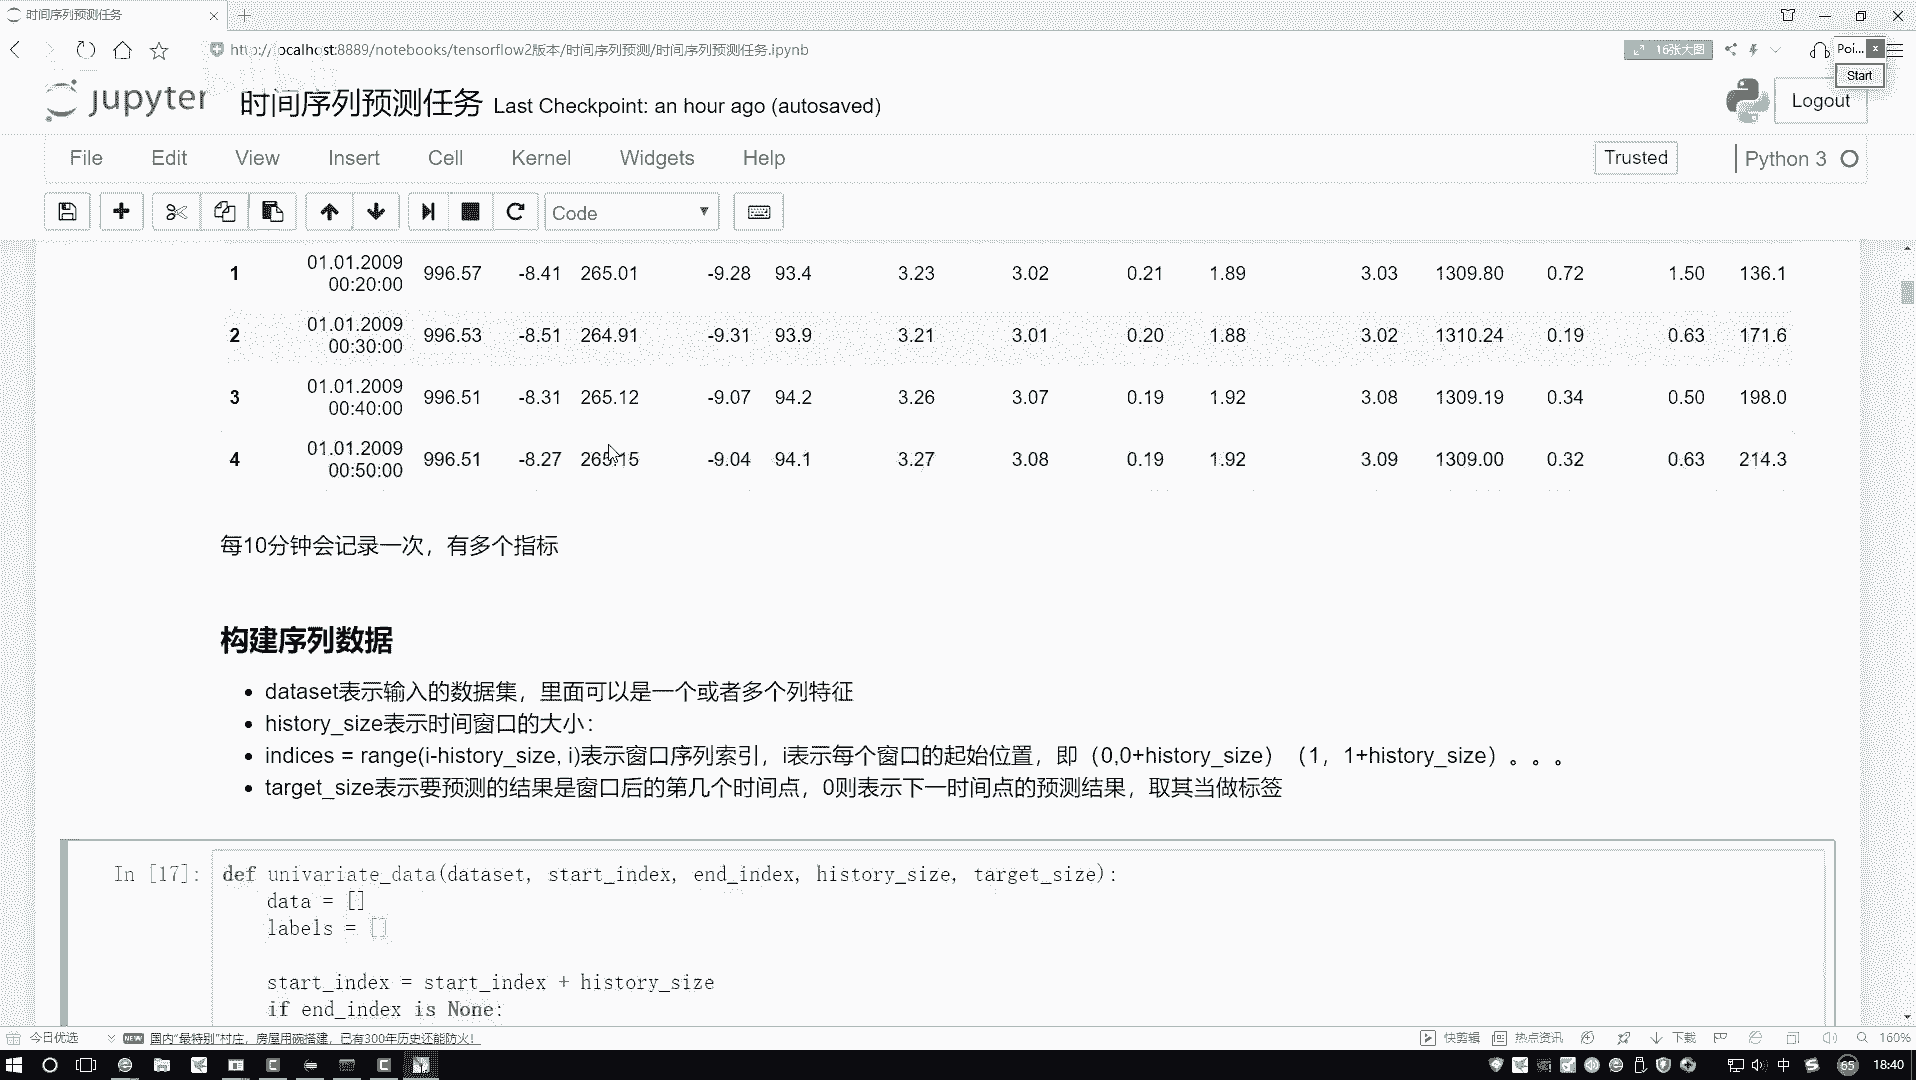 时间序列预测任务
http://localhost:8889/notebooks/tensorflow2版本/时间序列预测/时间序列预测任务.ipynb
16张大图
Poi...
Start
jupyter 时间序列预测任务 Last Checkpoint: an hour ago (autosaved)
Logout
File Edit View Insert Cell Kernel Widgets Help
Trusted
Python 3
Code
1 01.01.2009 00:20:00 996.57 -8.41 265.01 -9.28 93.4 3.23 3.02 0.21 1.89 3.03 1309.80 0.72 1.50 136.1
2 01.01.2009 00:30:00 996.53 -8.51 264.91 -9.31 93.9 3.21 3.01 0.20 1.88 3.02 1310.24 0.19 0.63 171.6
3 01.01.2009 00:40:00 996.51 -8.31 265.12 -9.07 94.2 3.26 3.07 0.19 1.92 3.08 1309.19 0.34 0.50 198.0
4 01.01.2009 00:50:00 996.51 -8.27 265.15 -9.04 94.1 3.27 3.08 0.19 1.92 3.09 1309.00 0.32 0.63 214.3
每10分钟会记录一次，有多个指标
构建序列数据
dataset表示输入的数据集，里面可以是一个或者多个列特征
history_size表示时间窗口的大小：
indices = range(i-history_size, i)表示窗口序列索引，i表示每个窗口的起始位置，即（0,0+history_size）（1，1+history_size）。。。
target_size表示要预测的结果是窗口后的第几个时间点，0则表示下一时间点的预测结果，取其当做标签
In [17]: def univariate_data(dataset, start_index, end_index, history_size, target_size):
data = []
labels = []
start_index = start_index + history_size
if end_index is None:
今日优选
NEW 国内“最特别”村庄，房屋用碗搭建，已有300年历史还能防火！
快剪辑
热点资讯
下载
160%
中
65
18:40